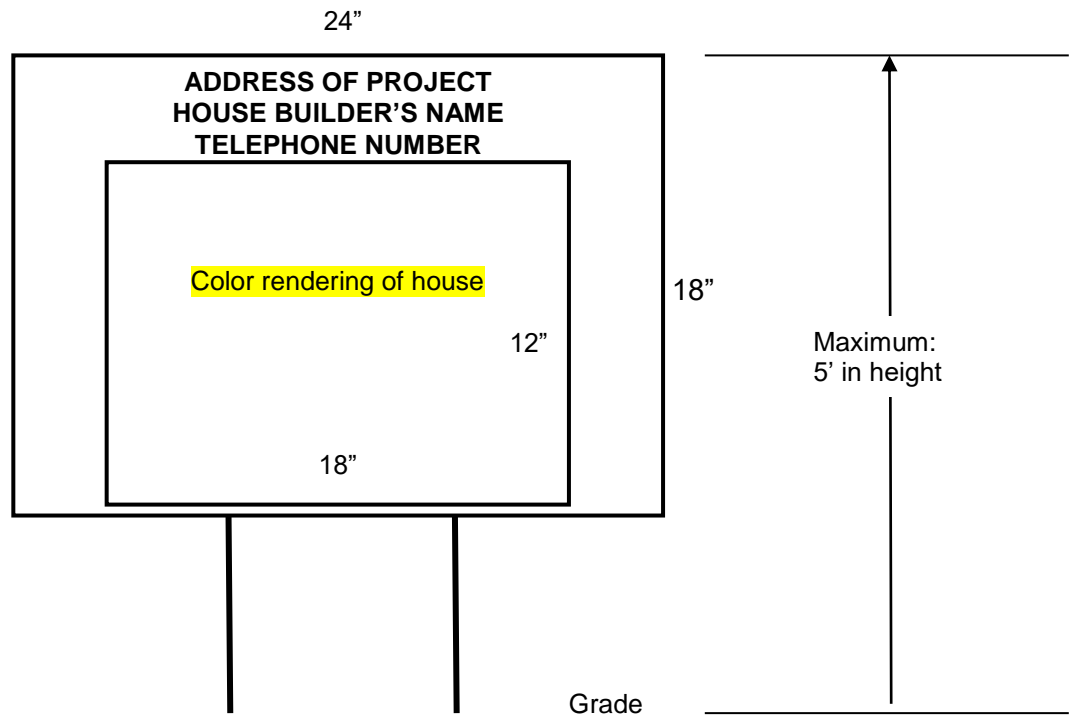 24”
ADDRESS OF PROJECT
HOUSE BUILDER’S NAME
TELEPHONE NUMBER
Color rendering of house
18”
12”
Maximum:
5’ in height
18”
Grade